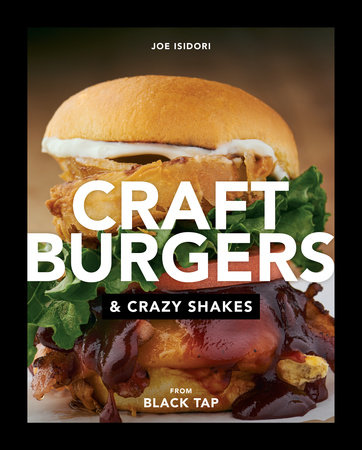 JOE ISIDORI
CRAFT
BURGERS
& CRAZY SHAKES
FROM
BLACK TAP